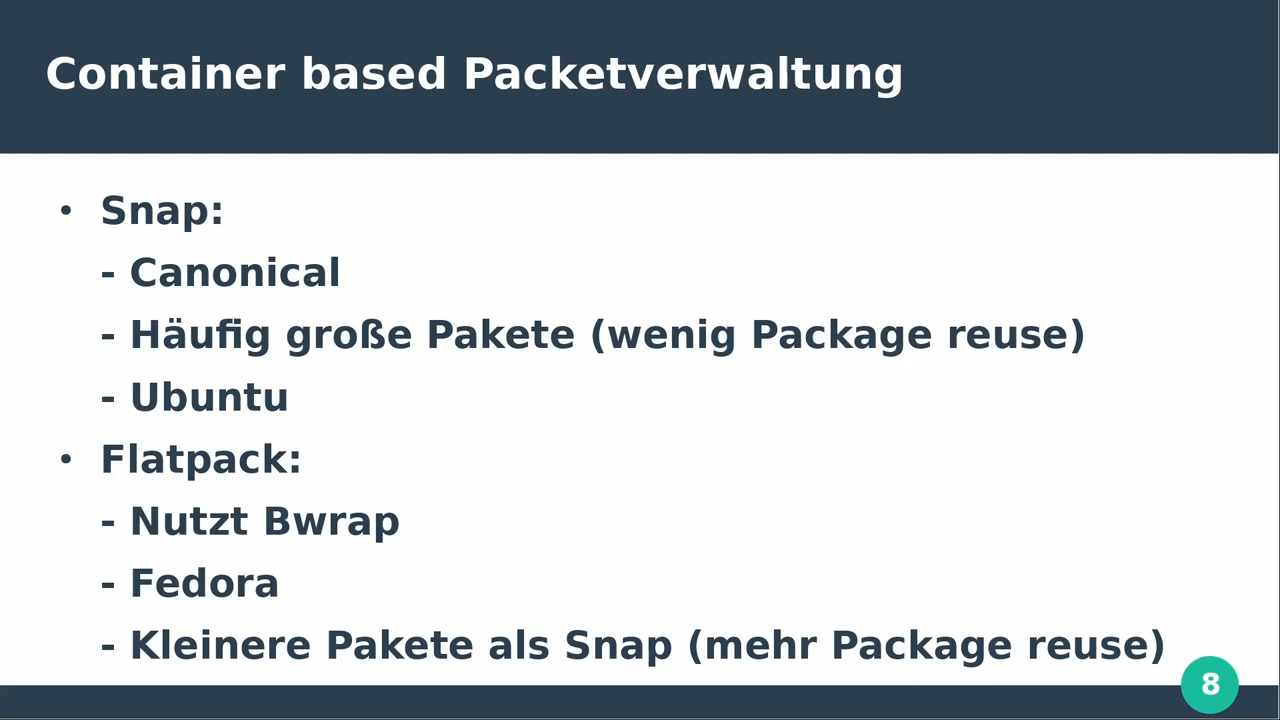 Container based Packetverwaltung
• Snap:
- Canonical
- Häufig große Pakete (wenig Package reuse)
- Ubuntu
• Flatpack:
- Nutzt Bwrap
- Fedora
- Kleinere Pakete als Snap (mehr Package reuse)
8